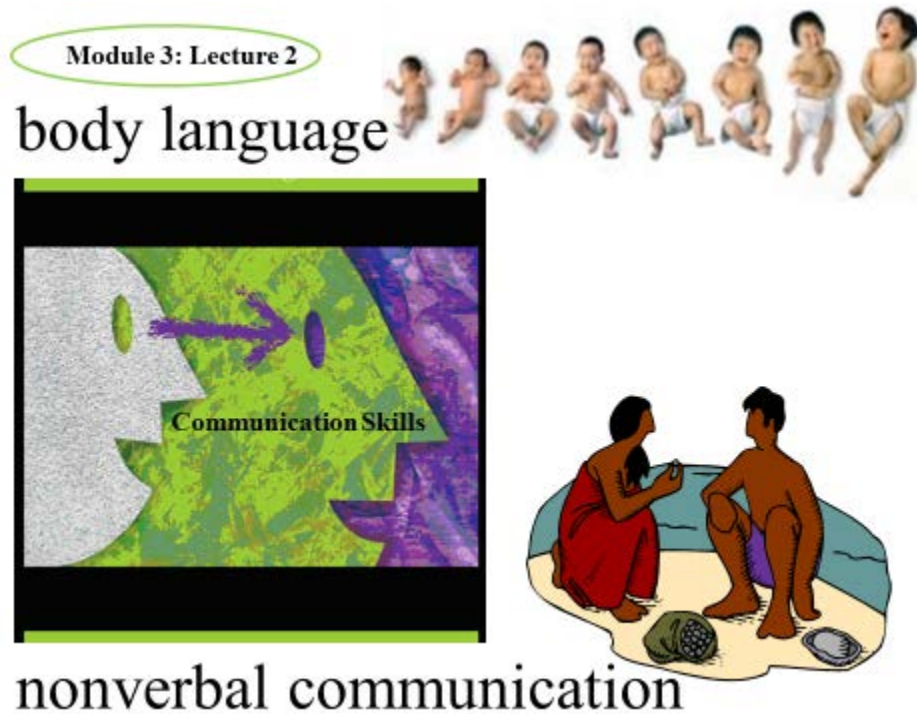 Module 3: Lecture 2
body language
Communication Skills
nonverbal communication